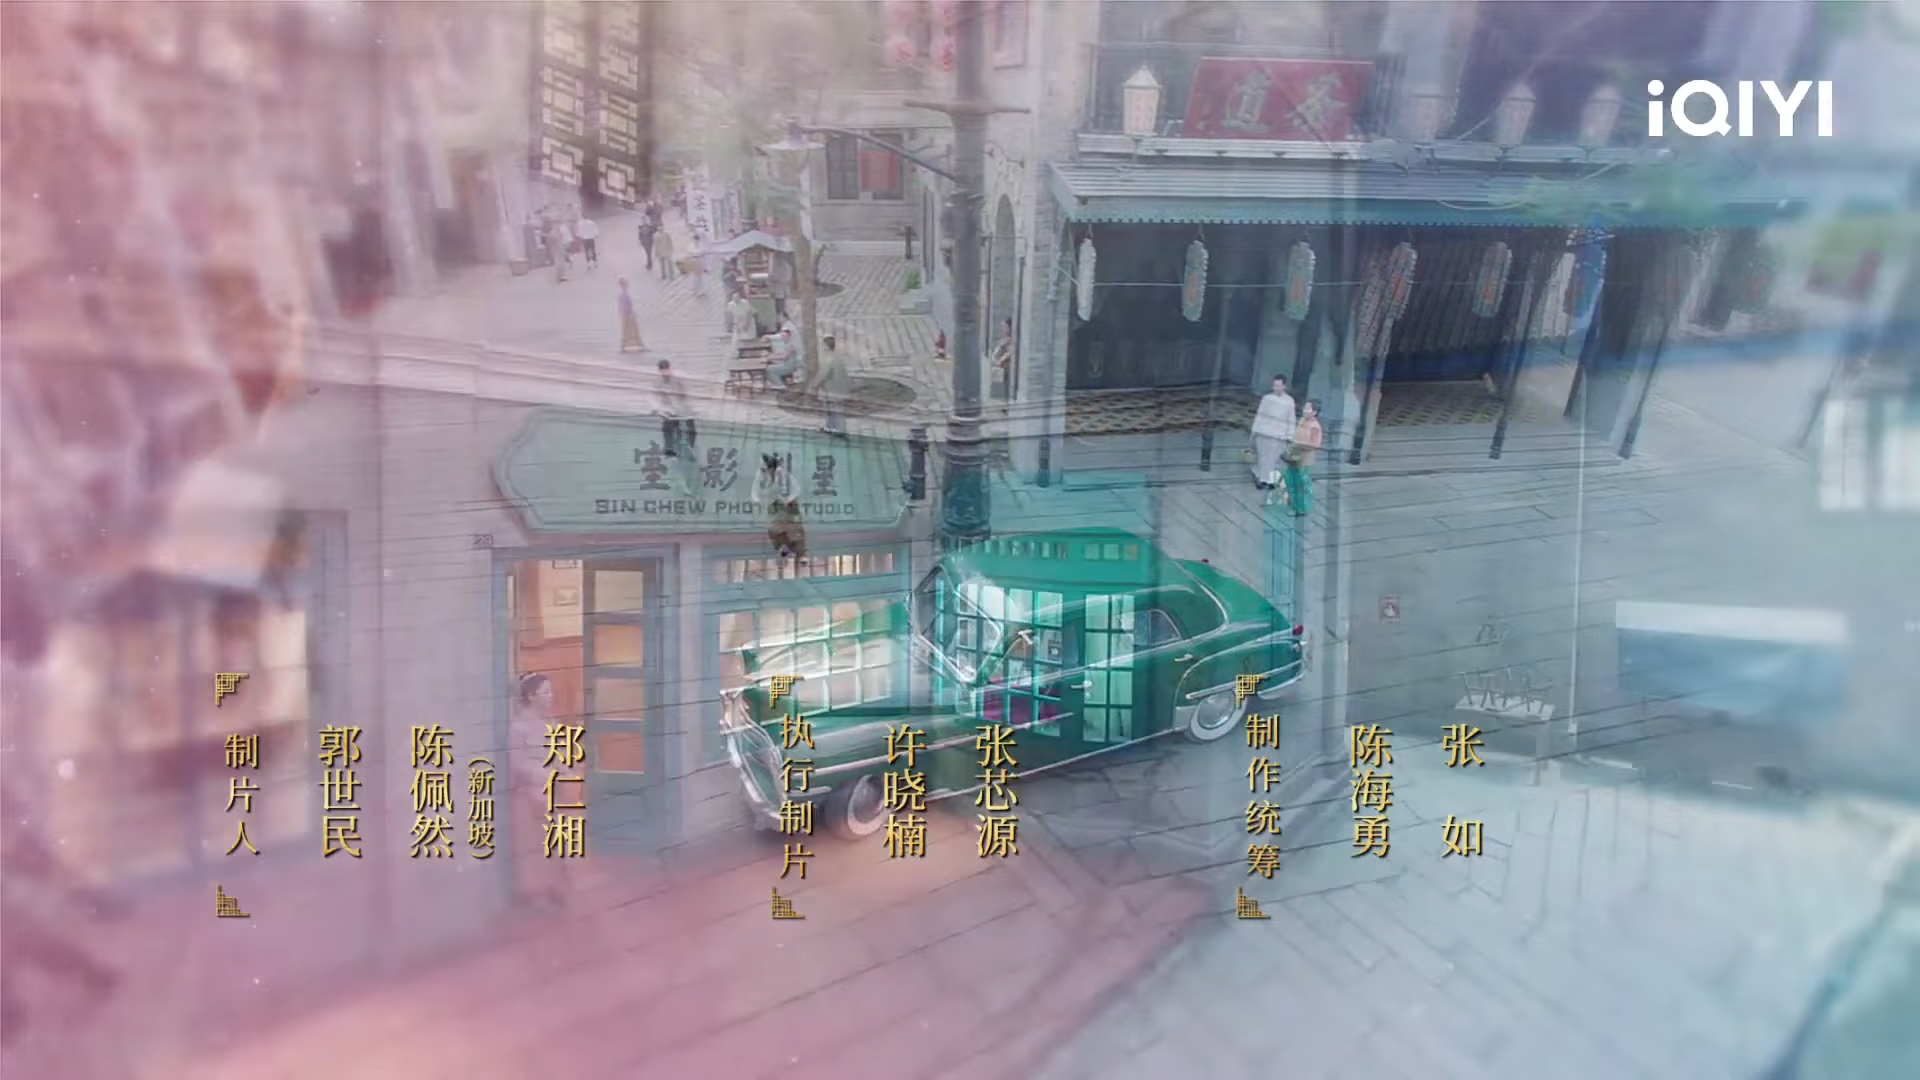 iQIYI
茶道
星洲影室
SIN CHEW PHOTO STUDIO
制片人
郭世民
陈佩然
（新加坡）
郑仁湘
执行制片
许晓楠
张芯源
制作统筹
陈海勇
张如